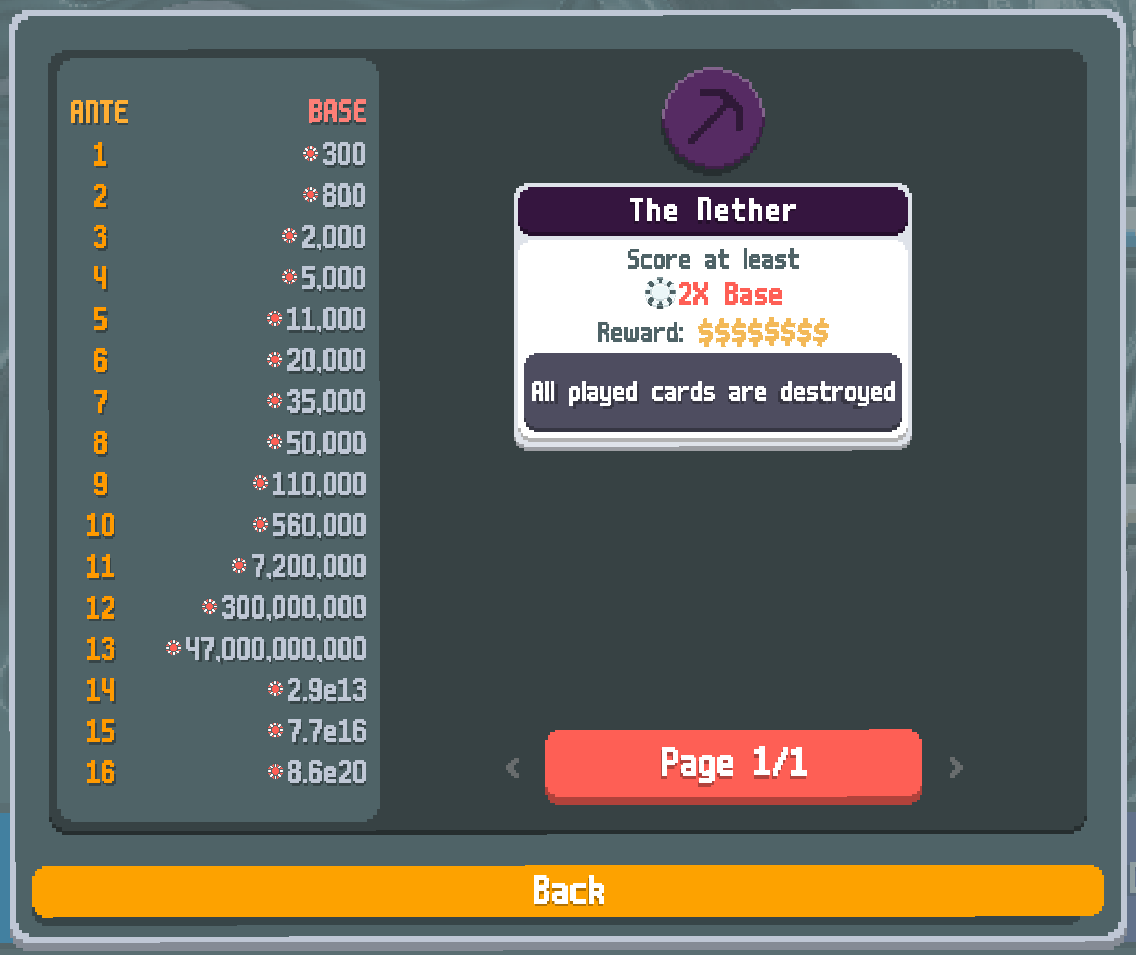 ANTE BASE
1 300
2 800
3 2,000
4 5,000
5 11,000
6 20,000
7 35,000
8 50,000
9 110,000
10 560,000
11 7,200,000
12 300,000,000
13 47,000,000,000
14 2.9e13
15 7.7e16
16 8.6e20
The Nether
Score at least
2X Base
Reward: $$$$$$$$
All played cards are destroyed
< Page 1/1 >
Back